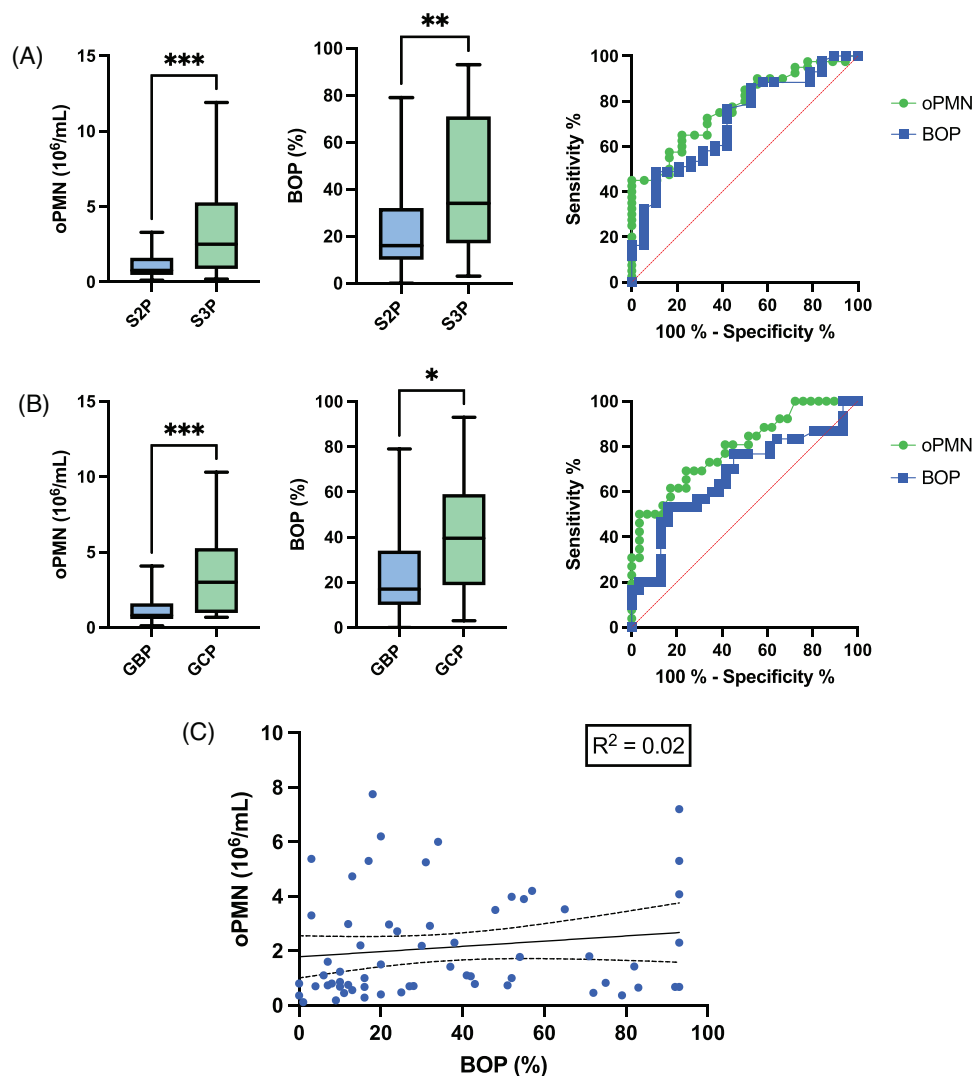 (A)
15
10
5
0
oPMN (10⁶/mL)
***
S2P
S3P
100
80
60
40
20
0
BOP (%)
**
S2P
S3P
100
80
60
40
20
0
Sensitivity %
0 20 40 60 80 100
100 % - Specificity %
oPMN
BOP
(B)
15
10
5
0
oPMN (10⁶/mL)
***
GBP
GCP
100
80
60
40
20
0
BOP (%)
*
GBP
GCP
100
80
60
40
20
0
Sensitivity %
0 20 40 60 80 100
100 % - Specificity %
oPMN
BOP
(C)
10
8
6
4
2
0
oPMN (10⁶/mL)
R² = 0.02
0 20 40 60 80 100
BOP (%)